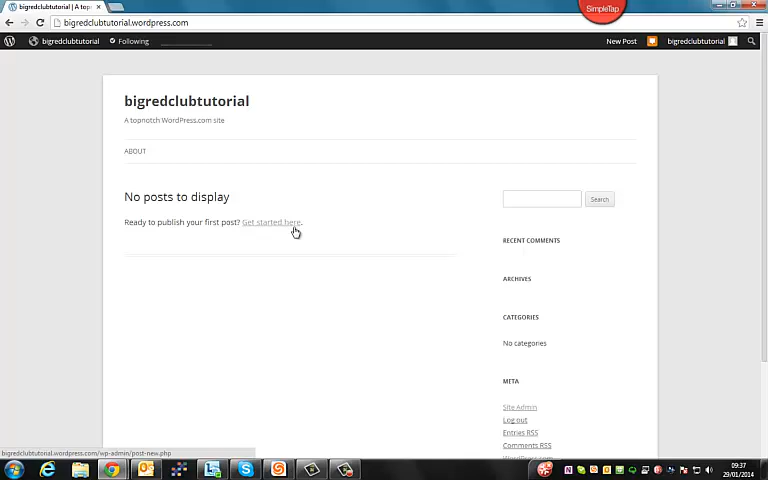 SimpleTap
bigredclubtutorial | A top
bigredclubtutorial.wordpress.com
bigredclubtutorial
Following
New Post
bigredclubtutorial
bigredclubtutorial
A topnotch WordPress.com site
ABOUT
No posts to display
Ready to publish your first post? Get started here.
Search
RECENT COMMENTS
ARCHIVES
CATEGORIES
No categories
META
Site Admin
Log out
Entries RSS
Comments RSS
WordPress.com
bigredclubtutorial.wordpress.com/wp-admin/post-new.php
09:37
29/01/2014